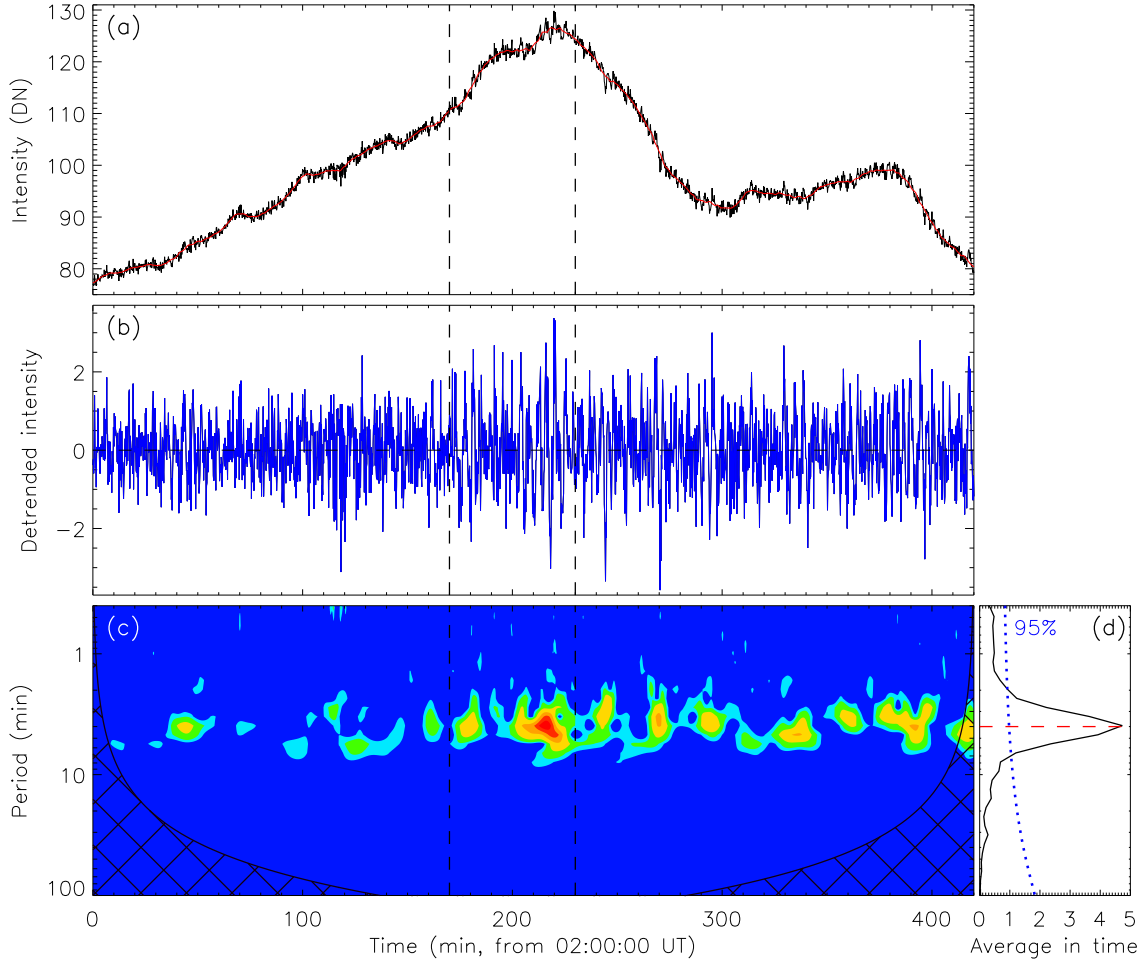 (a)
130
120
110
100
90
80
Intensity (DN)
(b)
2
0
−2
Detrended intensity
(c)
1
10
100
Period (min)
0 100 200 300 400
Time (min, from 02:00:00 UT)
95% (d)
0 1 2 3 4 5
Average in time